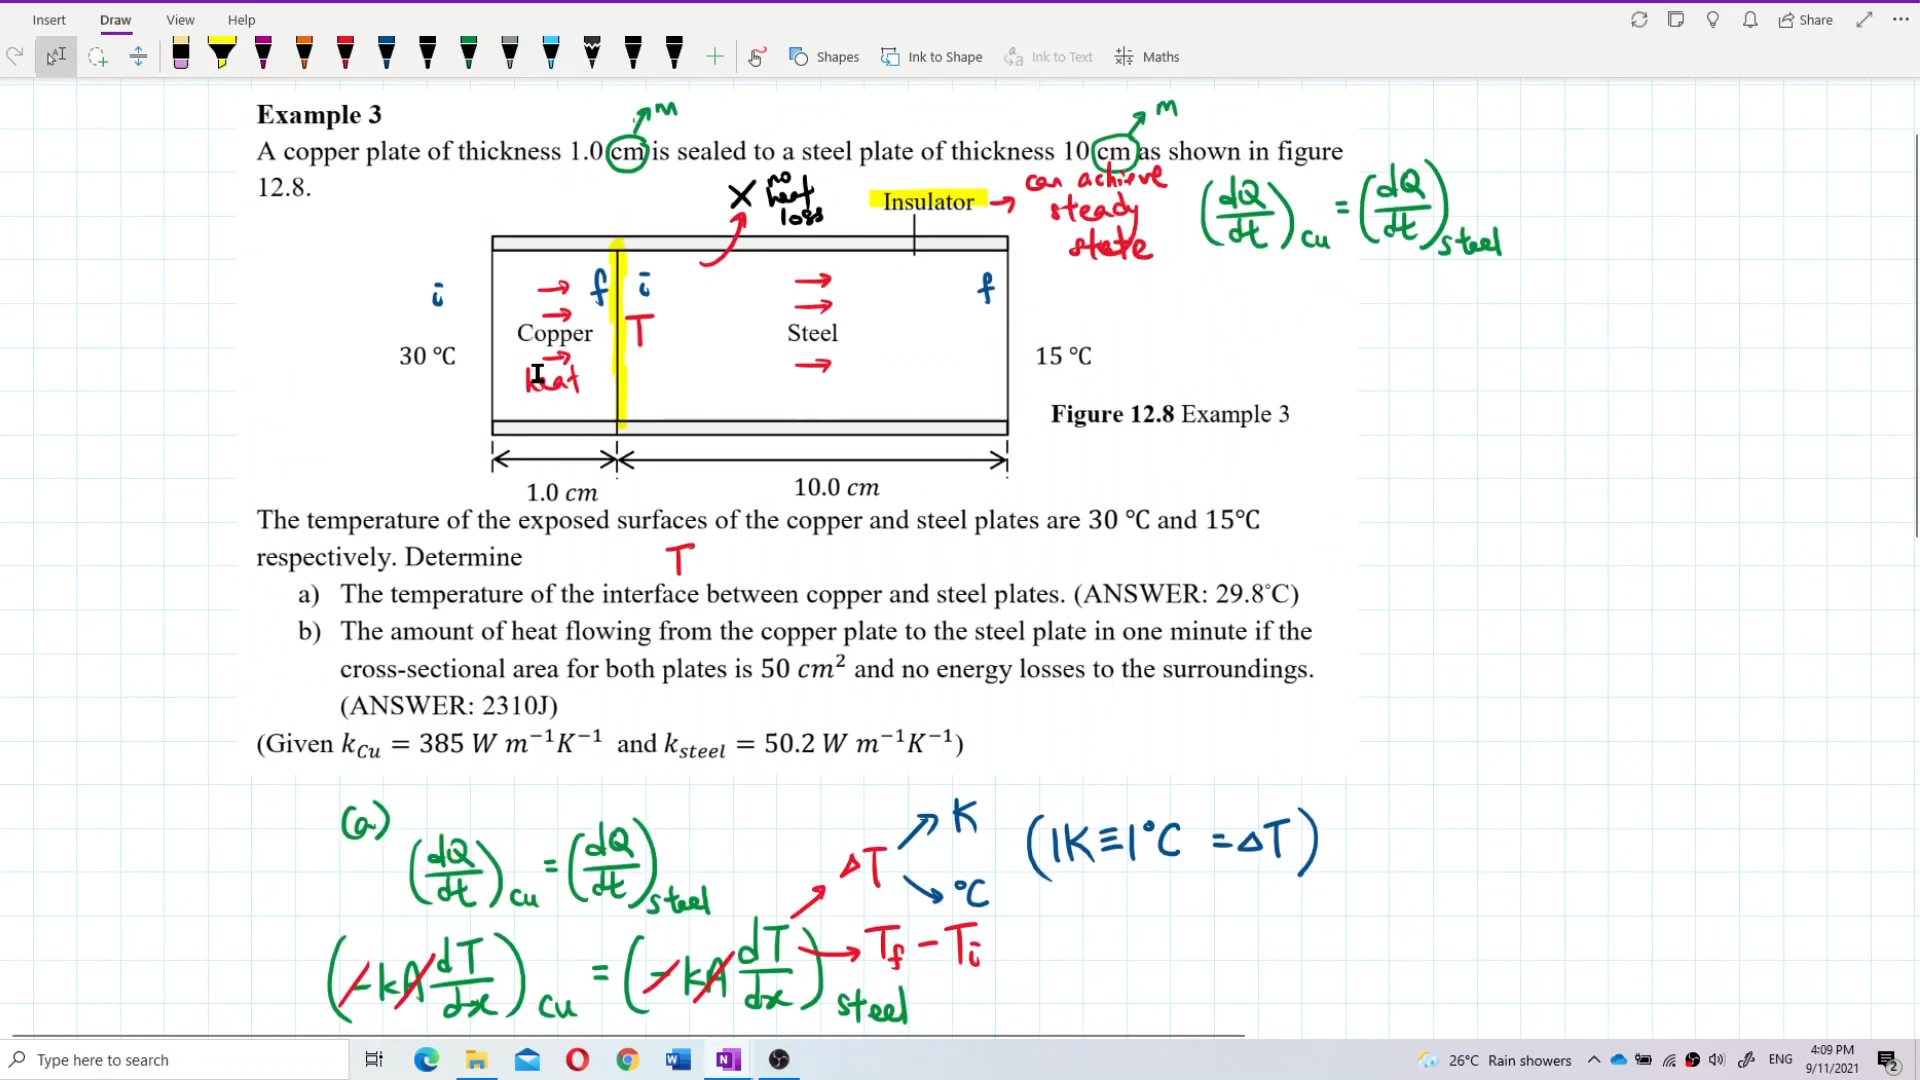 Insert Draw View Help
Share
Shapes Ink to Shape Ink to Text Maths
Example 3
m
m
A copper plate of thickness 1.0 cm is sealed to a steel plate of thickness 10 cm as shown in figure
12.8.
no heat loss
Insulator
can achieve steady state
(dQ/dt)cu = (dQ/dt)steel
i
f
i
f
Copper
T
Steel
30 °C
15 °C
heat
Figure 12.8 Example 3
1.0 cm
10.0 cm
The temperature of the exposed surfaces of the copper and steel plates are 30 °C and 15°C
respectively. Determine
T
a) The temperature of the interface between copper and steel plates. (ANSWER: 29.8°C)
b) The amount of heat flowing from the copper plate to the steel plate in one minute if the
cross-sectional area for both plates is 50 cm² and no energy losses to the surroundings.
(ANSWER: 2310J)
(Given k_Cu = 385 W m⁻¹K⁻¹ and k_steel = 50.2 W m⁻¹K⁻¹)
(a)
(dQ/dt)cu = (dQ/dt)steel
ΔT
K
°C
(1K≡1°C =ΔT)
(-kA dT/dx)cu = (-kA dT/dx)steel
Tf - Ti
Type here to search
26°C Rain showers
ENG
4:09 PM
9/11/2021
2